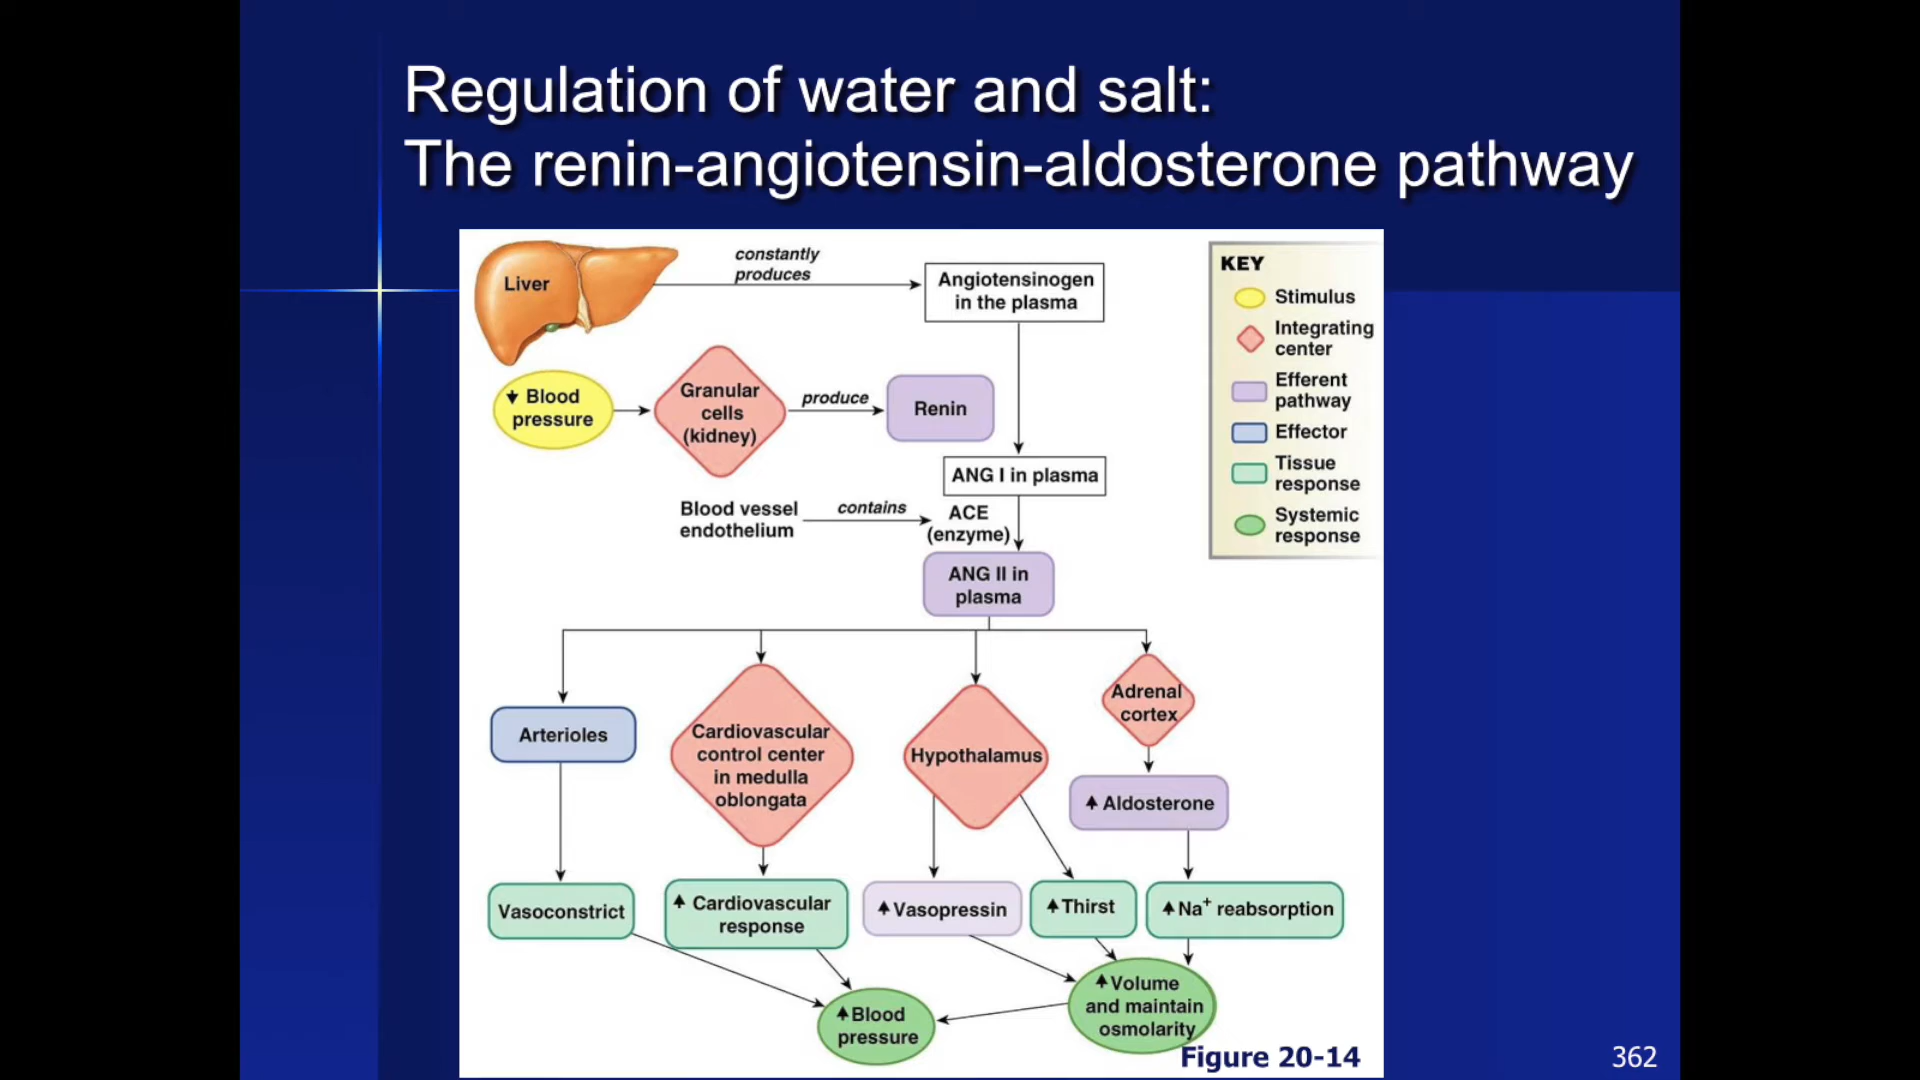 Regulation of water and salt:
The renin-angiotensin-aldosterone pathway
Liver
constantly
produces
Angiotensinogen
in the plasma
KEY
Stimulus
Integrating
center
Efferent
pathway
Effector
Tissue
response
Systemic
response
Blood
pressure
Granular
cells
(kidney)
produce
Renin
ANG I in plasma
Blood vessel
endothelium
contains
ACE
(enzyme)
ANG II in
plasma
Arterioles
Cardiovascular
control center
in medulla
oblongata
Hypothalamus
Adrenal
cortex
Aldosterone
Vasoconstrict
Cardiovascular
response
Vasopressin
Thirst
Na⁺ reabsorption
Blood
pressure
Volume
and maintain
osmolarity
Figure 20-14
362